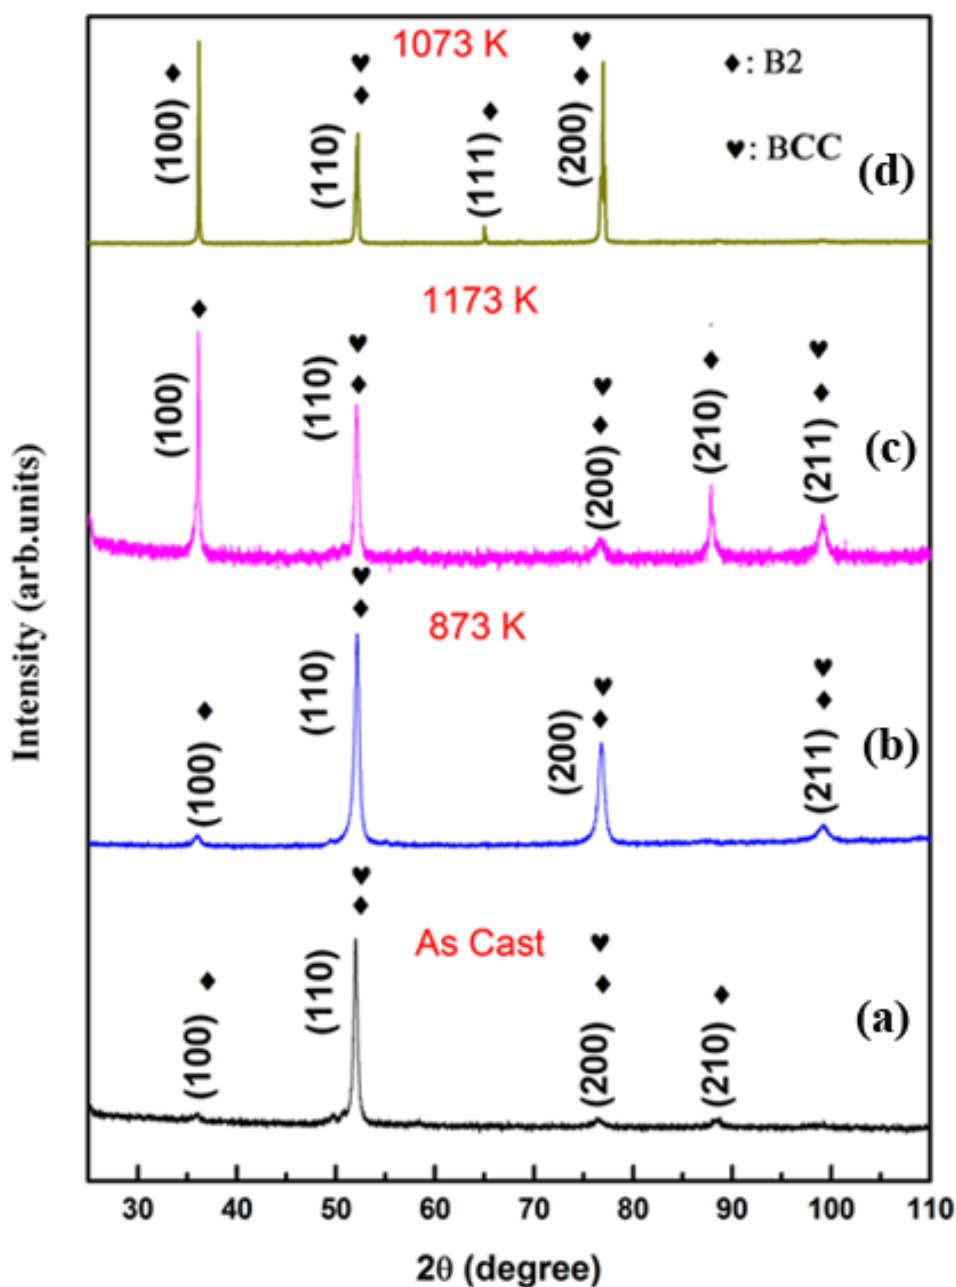 1073 K
♦: B2
♥: BCC
(d)
(100) ♦
(110) ♦ ♥
(111) ♦
(200) ♦ ♥
1173 K
(c)
(100) ♦
(110) ♦ ♥
(200) ♦ ♥
(210) ♦
(211) ♦ ♥
873 K
(b)
(100) ♦
(110) ♦ ♥
(200) ♦ ♥
(211) ♦ ♥
As Cast
(a)
(100) ♦
(110) ♦ ♥
(200) ♦ ♥
(210) ♦
Intensity (arb.units)
30 40 50 60 70 80 90 100 110
2θ (degree)